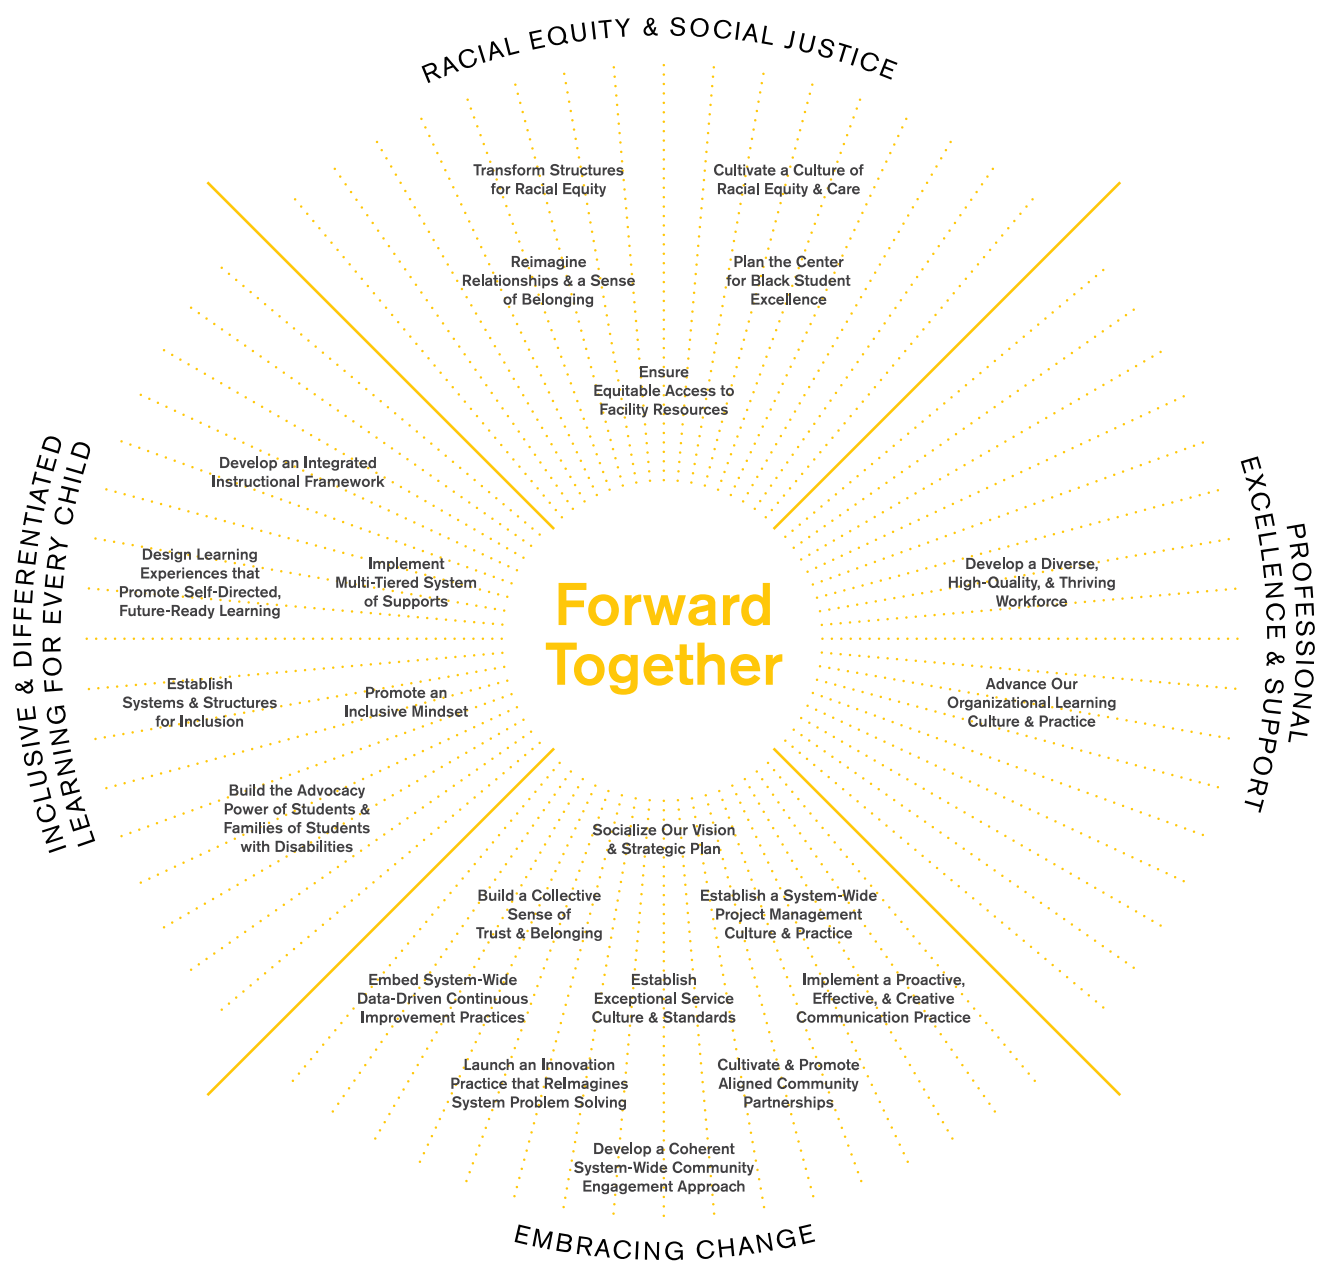 RACIAL EQUITY & SOCIAL JUSTICE
Transform Structures
for Racial Equity
Cultivate a Culture of
Racial Equity & Care
Reimagine
Relationships & a Sense
of Belonging
Plan the Center
for Black Student
Excellence
Ensure
Equitable Access to
Facility Resources
INCLUSIVE & DIFFERENTIATED
LEARNING FOR EVERY CHILD
Develop an Integrated
Instructional Framework
Design Learning
Experiences that
Promote Self-Directed,
Future-Ready Learning
Implement
Multi-Tiered System
of Supports
Establish
Systems & Structures
for Inclusion
Promote an
Inclusive Mindset
Build the Advocacy
Power of Students &
Families of Students
with Disabilities
Forward
Together
PROFESSIONAL
EXCELLENCE & SUPPORT
Develop a Diverse,
High-Quality, & Thriving
Workforce
Advance Our
Organizational Learning
Culture & Practice
Socialize Our Vision
& Strategic Plan
Build a Collective
Sense of
Trust & Belonging
Establish a System-Wide
Project Management
Culture & Practice
Embed System-Wide
Data-Driven Continuous
Improvement Practices
Establish
Exceptional Service
Culture & Standards
Implement a Proactive,
Effective, & Creative
Communication Practice
Launch an Innovation
Practice that ReImagines
System Problem Solving
Cultivate & Promote
Aligned Community
Partnerships
Develop a Coherent
System-Wide Community
Engagement Approach
EMBRACING CHANGE